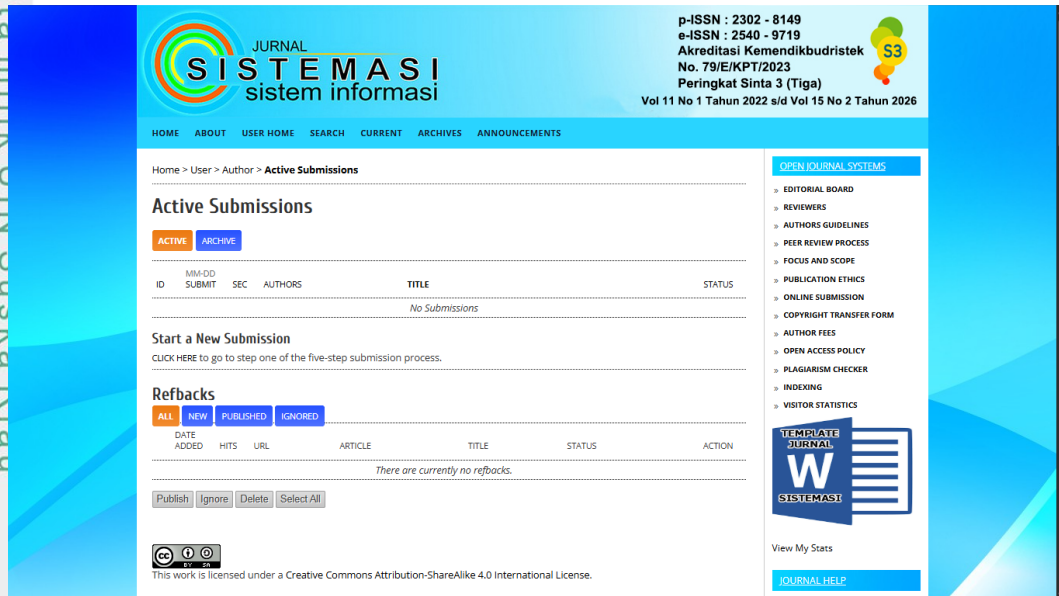 JURNAL
SISTEMASI
sistem informasi
p-ISSN : 2302 - 8149
e-ISSN : 2540 - 9719
Akreditasi Kemendikbudristek
No. 79/E/KPT/2023
Peringkat Sinta 3 (Tiga)
Vol 11 No 1 Tahun 2022 s/d Vol 15 No 2 Tahun 2026
S3
HOME ABOUT USER HOME SEARCH CURRENT ARCHIVES ANNOUNCEMENTS
Home > User > Author > Active Submissions
Active Submissions
ACTIVE ARCHIVE
ID MM-DD SUBMIT SEC AUTHORS TITLE STATUS
No Submissions
Start a New Submission
CLICK HERE to go to step one of the five-step submission process.
Refbacks
ALL NEW PUBLISHED IGNORED
DATE ADDED HITS URL ARTICLE TITLE STATUS ACTION
There are currently no refbacks.
Publish Ignore Delete Select All
CC BY SA
This work is licensed under a Creative Commons Attribution-ShareAlike 4.0 International License.
OPEN JOURNAL SYSTEMS
» EDITORIAL BOARD
» REVIEWERS
» AUTHORS GUIDELINES
» PEER REVIEW PROCESS
» FOCUS AND SCOPE
» PUBLICATION ETHICS
» ONLINE SUBMISSION
» COPYRIGHT TRANSFER FORM
» AUTHOR FEES
» OPEN ACCESS POLICY
» PLAGIARISM CHECKER
» INDEXING
» VISITOR STATISTICS
TEMPLATE
JURNAL
W
SISTEMASI
View My Stats
JOURNAL HELP